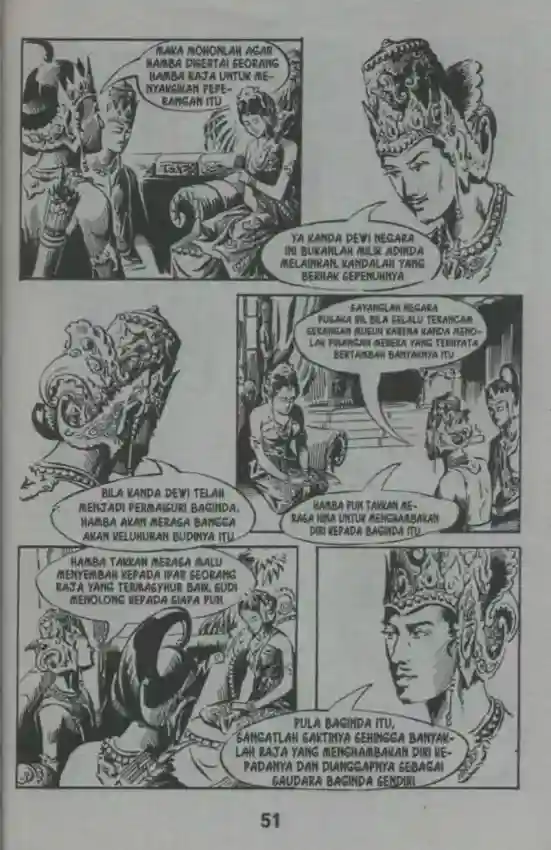 MAKA MOHONLAH AGAR
HAMBA DISERTAI SEORANG
HAMBA RAJA UNTUK ME-
NYAKSIKAN PEPE-
RANGAN ITU
YA KANDA DEWI NEGARA
INI BUKANLAH MILIK ADINDA
MELAINKAN, KANDALAH YANG
BERHAK SEPENUHNYA
SAYANGLAH NEGARA
PUSAKA INI, BILA SELALU TERANCAM
SERANGAN MUSUH KARENA KANDA MENO-
LAK PINANGAN MEREKA YANG TERNYATA
BERTAMBAH BANYAKNYA ITU
BILA KANDA DEWI TELAH
MENJADI PERMAISURI BAGINDA,
HAMBA AKAN MERASA BANGGA
AKAN KELUHURAN BUDINYA ITU
HAMBA PUN TAKKAN ME-
RASA HINA UNTUK MENGHAMBAKAN
DIRI KEPADA BAGINDA ITU
HAMBA TAKKAN MERASA MALU
MENYEMBAH KEPADA IPAR SEORANG
RAJA YANG TERMASYHUR BAIK, SUDI
MENOLONG KEPADA SIAPA PUN
PULA BAGINDA ITU,
SANGATLAH SAKTINYA SEHINGGA BANYAK-
LAH RAJA YANG MENGHAMBAKAN DIRI KE-
PADANYA DAN DIANGGAPNYA SEBAGAI
SAUDARA BAGINDA SENDIRI
51